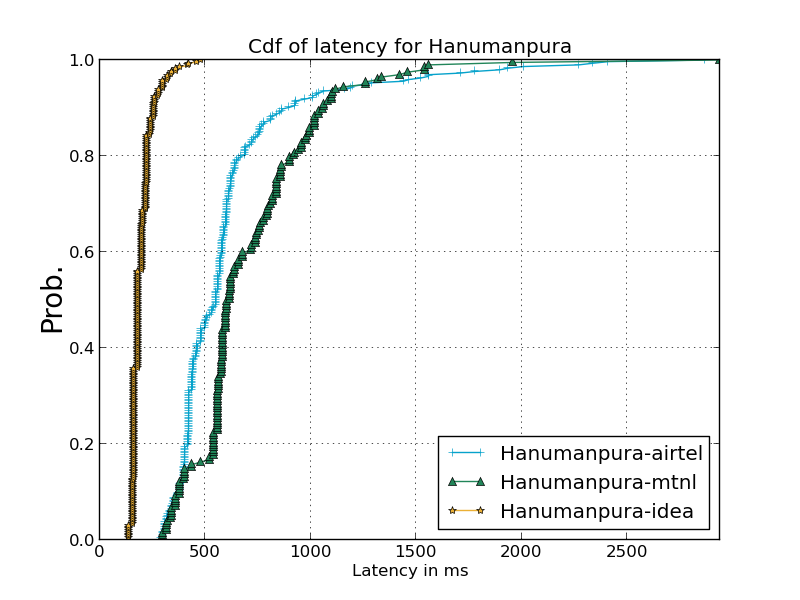 Cdf of latency for Hanumanpura
Prob.
1.0
0.8
0.6
0.4
0.2
0.0
Hanumanpura-airtel
Hanumanpura-mtnl
Hanumanpura-idea
0 500 1000 1500 2000 2500
Latency in ms